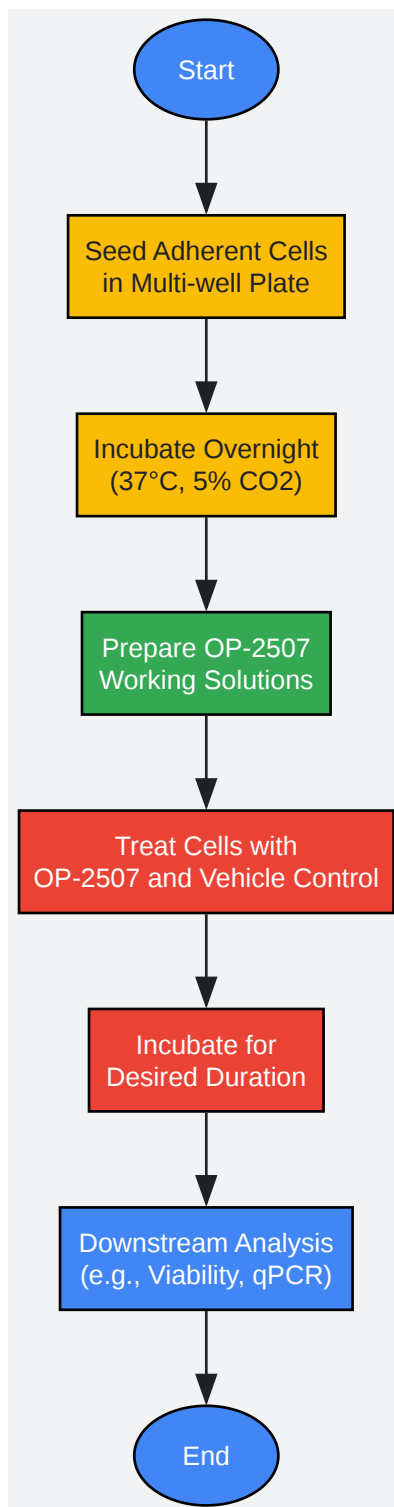 Start
Seed Adherent Cells
in Multi-well Plate
Incubate Overnight
(37°C, 5% CO2)
Prepare OP-2507
Working Solutions
Treat Cells with
OP-2507 and Vehicle Control
Incubate for
Desired Duration
Downstream Analysis
(e.g., Viability, qPCR)
End